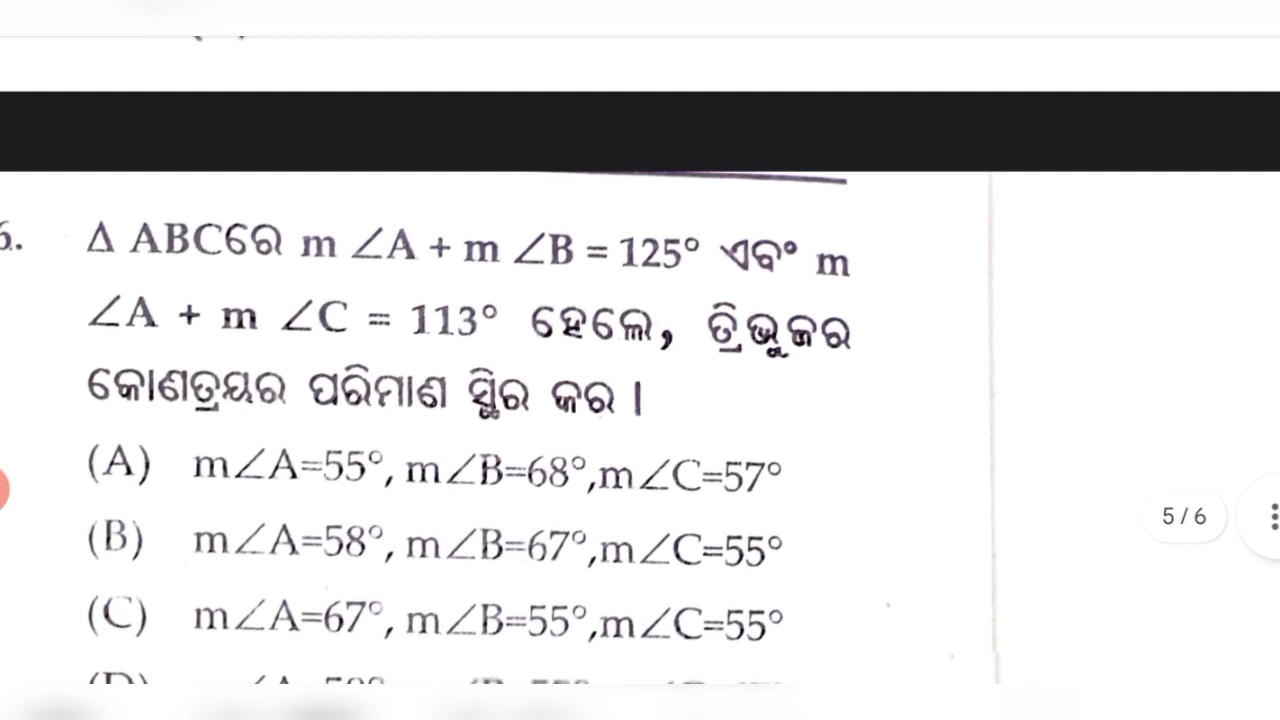 6. Δ ABCରେ m ∠A + m ∠B = 125° ଏବଂ m
∠A + m ∠C = 113° ହେଲେ, ତ୍ରିଭୁଜର
କୋଣତ୍ରୟର ପରିମାଣ ସ୍ଥିର କର ।
(A) m∠A=55°, m∠B=68°,m∠C=57°
(B) m∠A=58°, m∠B=67°,m∠C=55°
5 / 6
(C) m∠A=67°, m∠B=55°,m∠C=55°